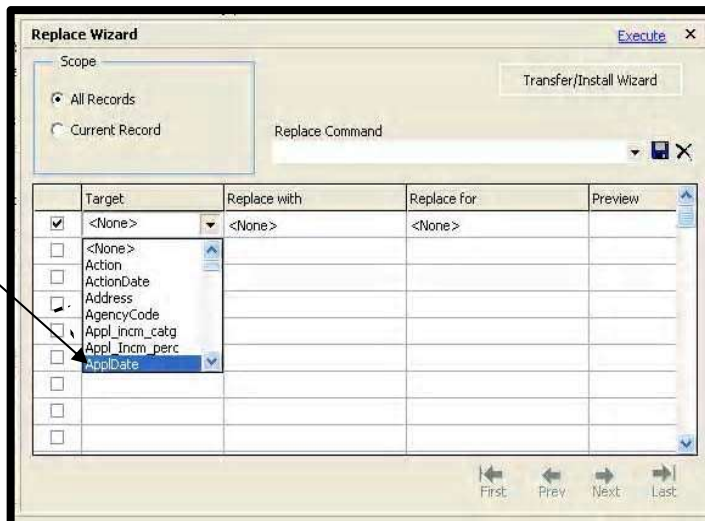 Replace Wizard Execute X
Scope
All Records
Current Record
Transfer/Install Wizard
Replace Command
Target Replace with Replace for Preview
<None> <None> <None>
<None>
Action
ActionDate
Address
AgencyCode
Appl_incm_catg
Appl_Incm_perc
ApplDate
First Prev Next Last